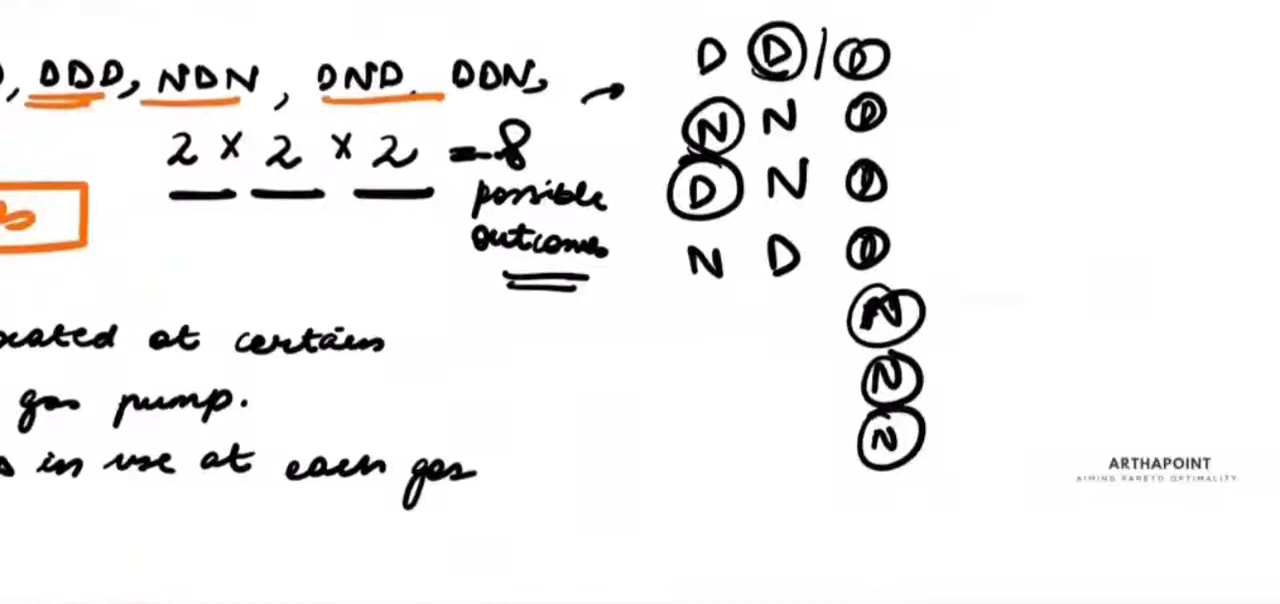 , DDD, NDN, DND. DDN,
2 x 2 x 2 = 8
possible
outcomes
D D / D
N N D
D N D
N D D
N
N
N
at certain
gas pump.
in use at each gas
ARTHAPOINT
AIMING PARETO OPTIMALITY